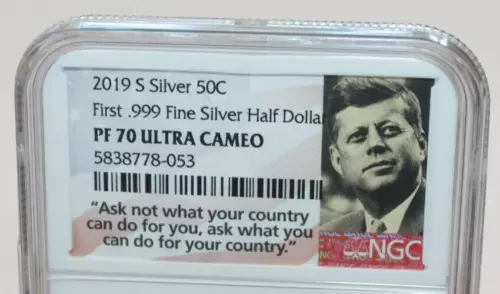 2019 S Silver 50C
First .999 Fine Silver Half Dollar
PF 70 ULTRA CAMEO
5838778-053
“Ask not what your country
can do for you, ask what you
can do for your country.”
NGC